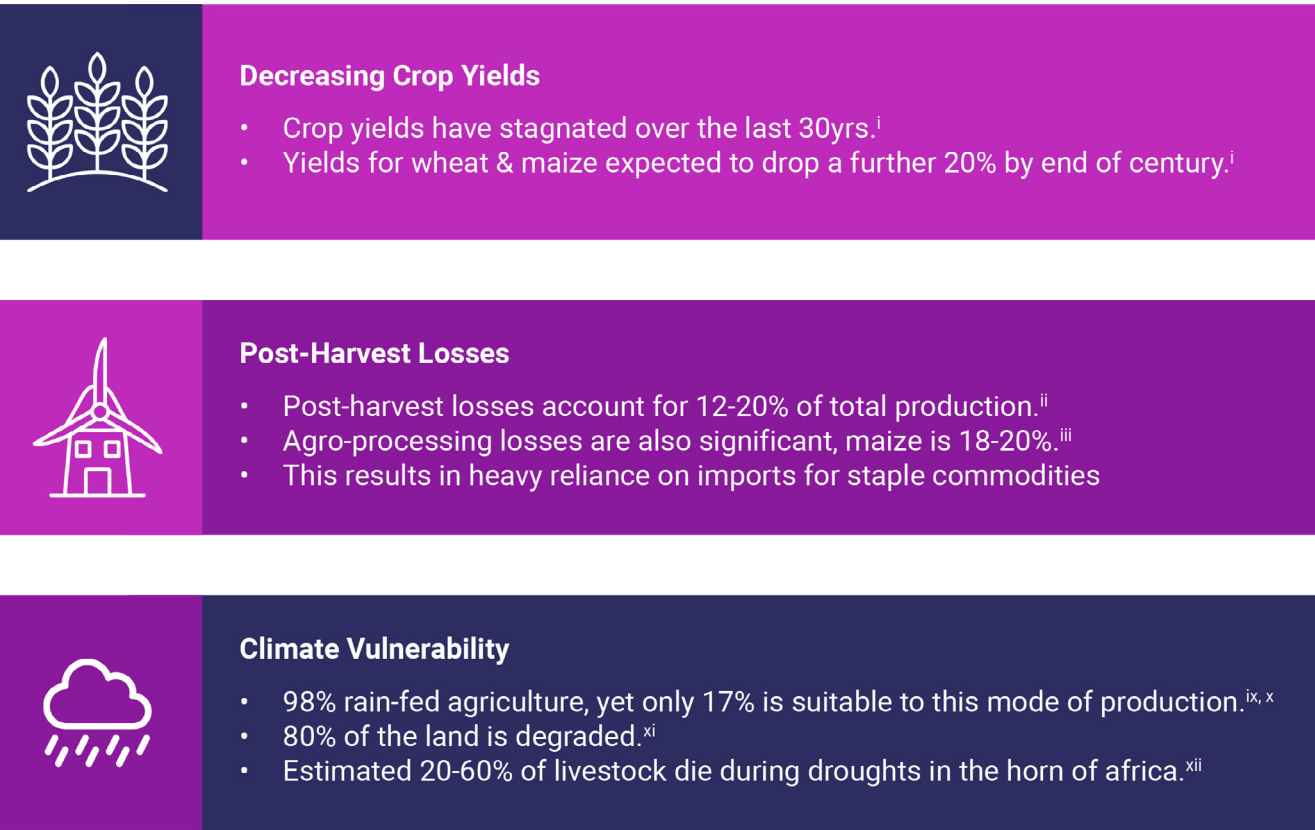 Decreasing Crop Yields
• Crop yields have stagnated over the last 30yrs.ⁱ
• Yields for wheat & maize expected to drop a further 20% by end of century.ⁱ
Post-Harvest Losses
• Post-harvest losses account for 12-20% of total production.ⁱⁱ
• Agro-processing losses are also significant, maize is 18-20%.ⁱⁱⁱ
• This results in heavy reliance on imports for staple commodities
Climate Vulnerability
• 98% rain-fed agriculture, yet only 17% is suitable to this mode of production.ⁱˣ, ˣ
• 80% of the land is degraded.ˣⁱ
• Estimated 20-60% of livestock die during droughts in the horn of africa.ˣⁱⁱ